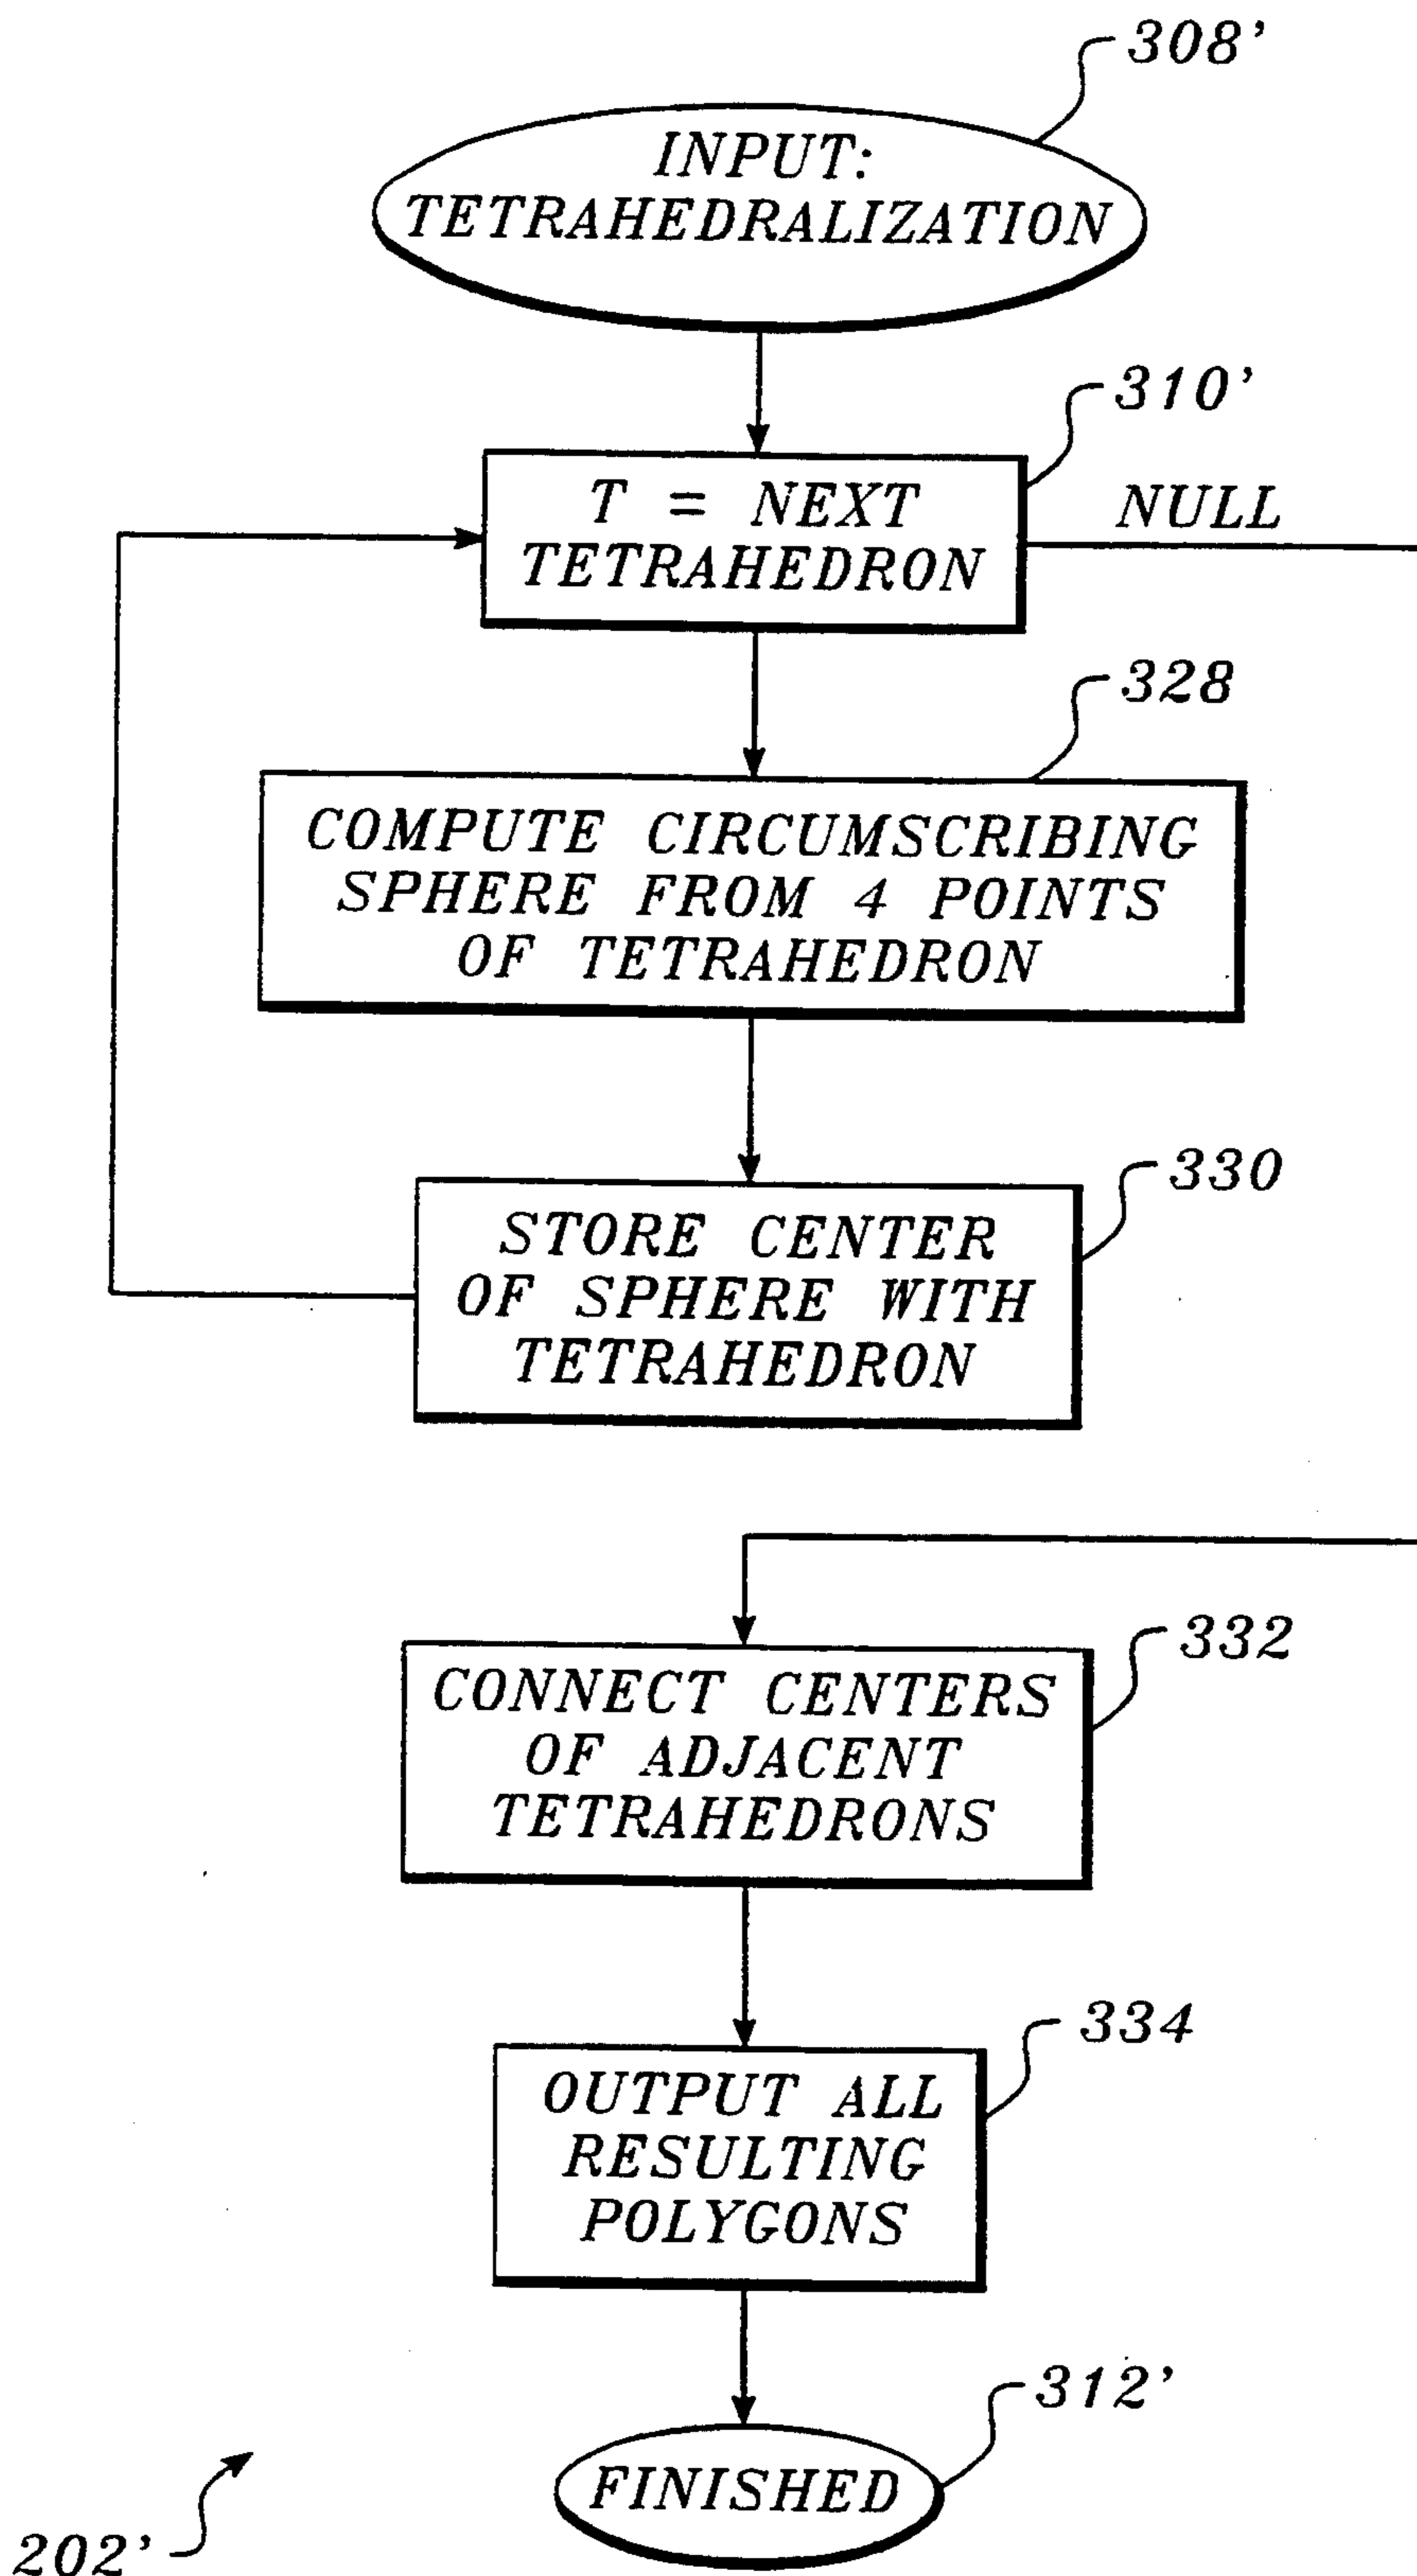 308'
INPUT:
TETRAHEDRALIZATION
310'
T = NEXT
TETRAHEDRON
NULL
328
COMPUTE CIRCUMSCRIBING
SPHERE FROM 4 POINTS
OF TETRAHEDRON
330
STORE CENTER
OF SPHERE WITH
TETRAHEDRON
332
CONNECT CENTERS
OF ADJACENT
TETRAHEDRONS
334
OUTPUT ALL
RESULTING
POLYGONS
312'
FINISHED
202'